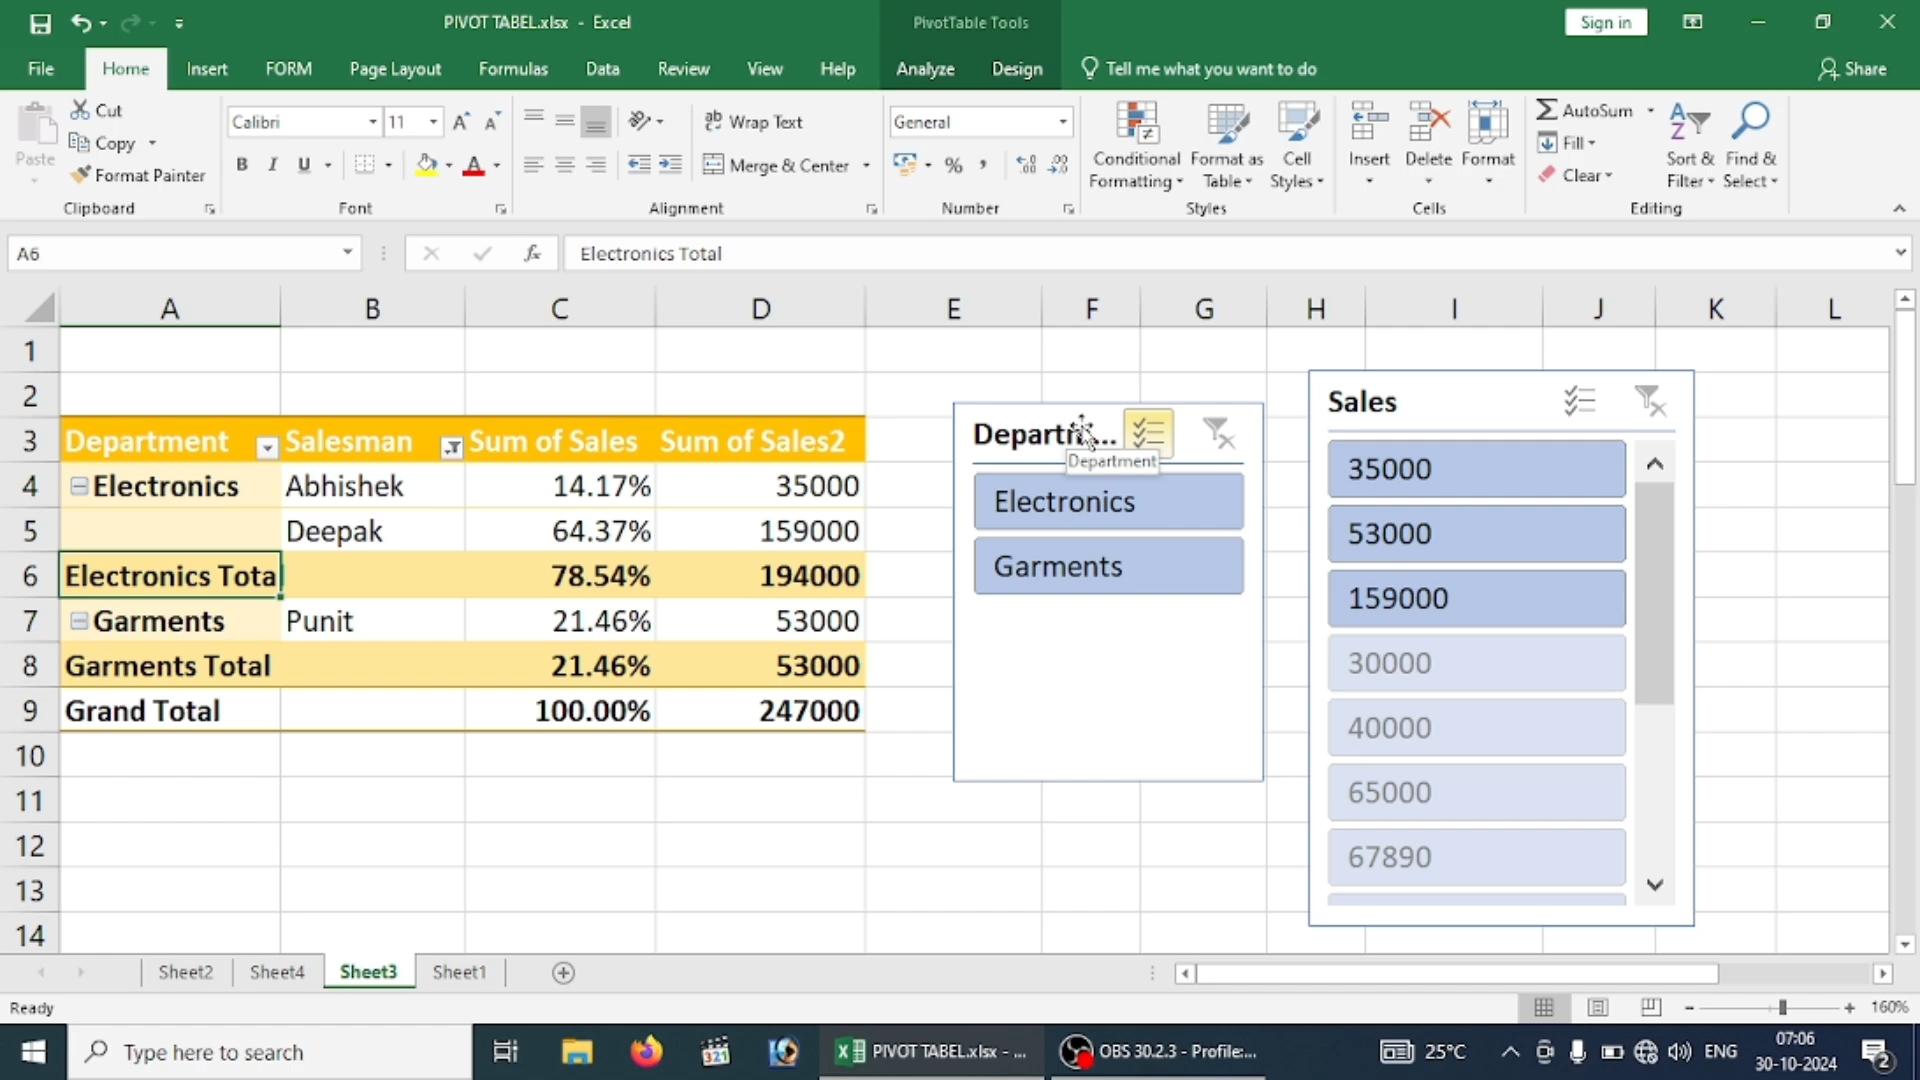 PIVOT TABEL.xlsx - Excel
PivotTable Tools
Sign in
File Home Insert FORM Page Layout Formulas Data Review View Help Analyze Design Tell me what you want to do Share
Paste
Cut
Copy
Format Painter
Clipboard
Calibri 11
B I U A
Font
ab Wrap Text
Merge & Center
Alignment
General
% ,
Number
Conditional Formatting
Format as Table
Cell Styles
Styles
Insert Delete Format
Cells
AutoSum
Fill
Clear
Sort & Filter
Find & Select
Editing
A6 fx Electronics Total
A B C D E F G H I J K L
1
2
3 Department Salesman Sum of Sales Sum of Sales2
4 Electronics Abhishek 14.17% 35000
5 Deepak 64.37% 159000
6 Electronics Tota 78.54% 194000
7 Garments Punit 21.46% 53000
8 Garments Total 21.46% 53000
9 Grand Total 100.00% 247000
10
11
12
13
14
Departm...
Department
Electronics
Garments
Sales
35000
53000
159000
30000
40000
65000
67890
Sheet2 Sheet4 Sheet3 Sheet1
Ready 160%
Type here to search
321
PIVOT TABEL.xlsx - ...
OBS 30.2.3 - Profile:...
25°C
ENG
07:06
30-10-2024
2